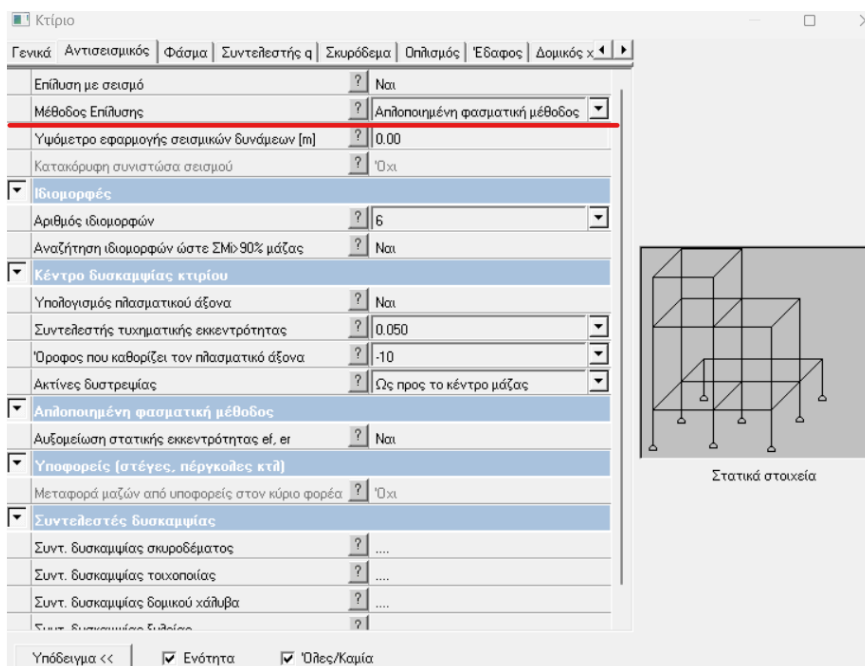 Κτίριο
Γενικά Αντισεισμικός Φάσμα Συντελεστής q Σκυρόδεμα Οπλισμός Έδαφος Δομικός χ
Επίλυση με σεισμό ? Ναι
Μέθοδος Επίλυσης ? Απλοποιημένη φασματική μέθοδος
Υψόμετρο εφαρμογής σεισμικών δυνάμεων [m] ? 0.00
Κατακόρυφη συνιστώσα σεισμού ? Όχι
Ιδιομορφές
Αριθμός ιδιομορφών ? 6
Αναζήτηση ιδιομορφών ώστε ΣMi>90% μάζας ? Ναι
Κέντρο δυσκαμψίας κτιρίου
Υπολογισμός πλασματικού άξονα ? Ναι
Συντελεστής τυχηματικής εκκεντρότητας ? 0.050
Όροφος που καθορίζει τον πλασματικό άξονα ? -10
Ακτίνες δυστρεψίας ? Ως προς το κέντρο μάζας
Απλοποιημένη φασματική μέθοδος
Αυξομείωση στατικής εκκεντρότητας ef, er ? Ναι
Υποφορείς (στέγες, πέργκολες κτλ)
Μεταφορά μαζών από υποφορείς στον κύριο φορέα ? Όχι
Συντελεστές δυσκαμψίας
Συντ. δυσκαμψίας σκυροδέματος ? ....
Συντ. δυσκαμψίας τοιχοποιίας ? ....
Συντ. δυσκαμψίας δομικού χάλυβα ? ....
Συντ. δυσκαμψίας ξυλείας ?
Στατικά στοιχεία
Υπόδειγμα << Ενότητα Όλες/Καμία